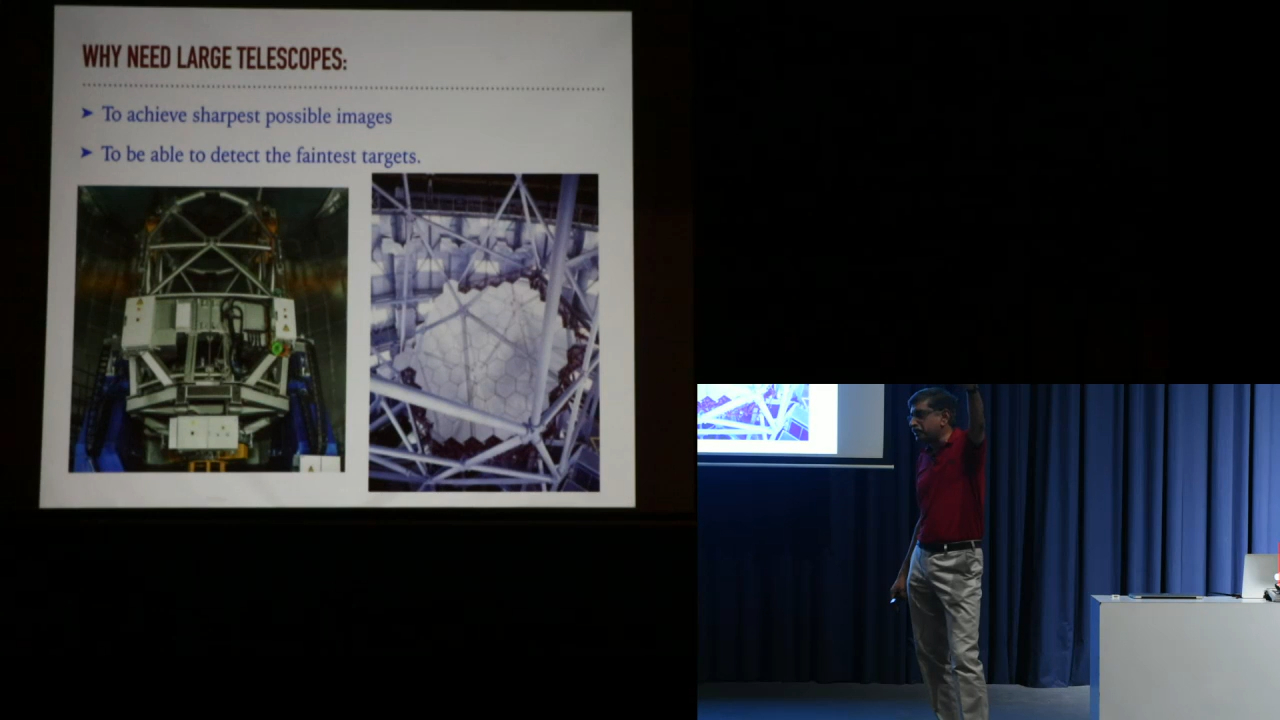 WHY NEED LARGE TELESCOPES:
➤ To achieve sharpest possible images
➤ To be able to detect the faintest targets.